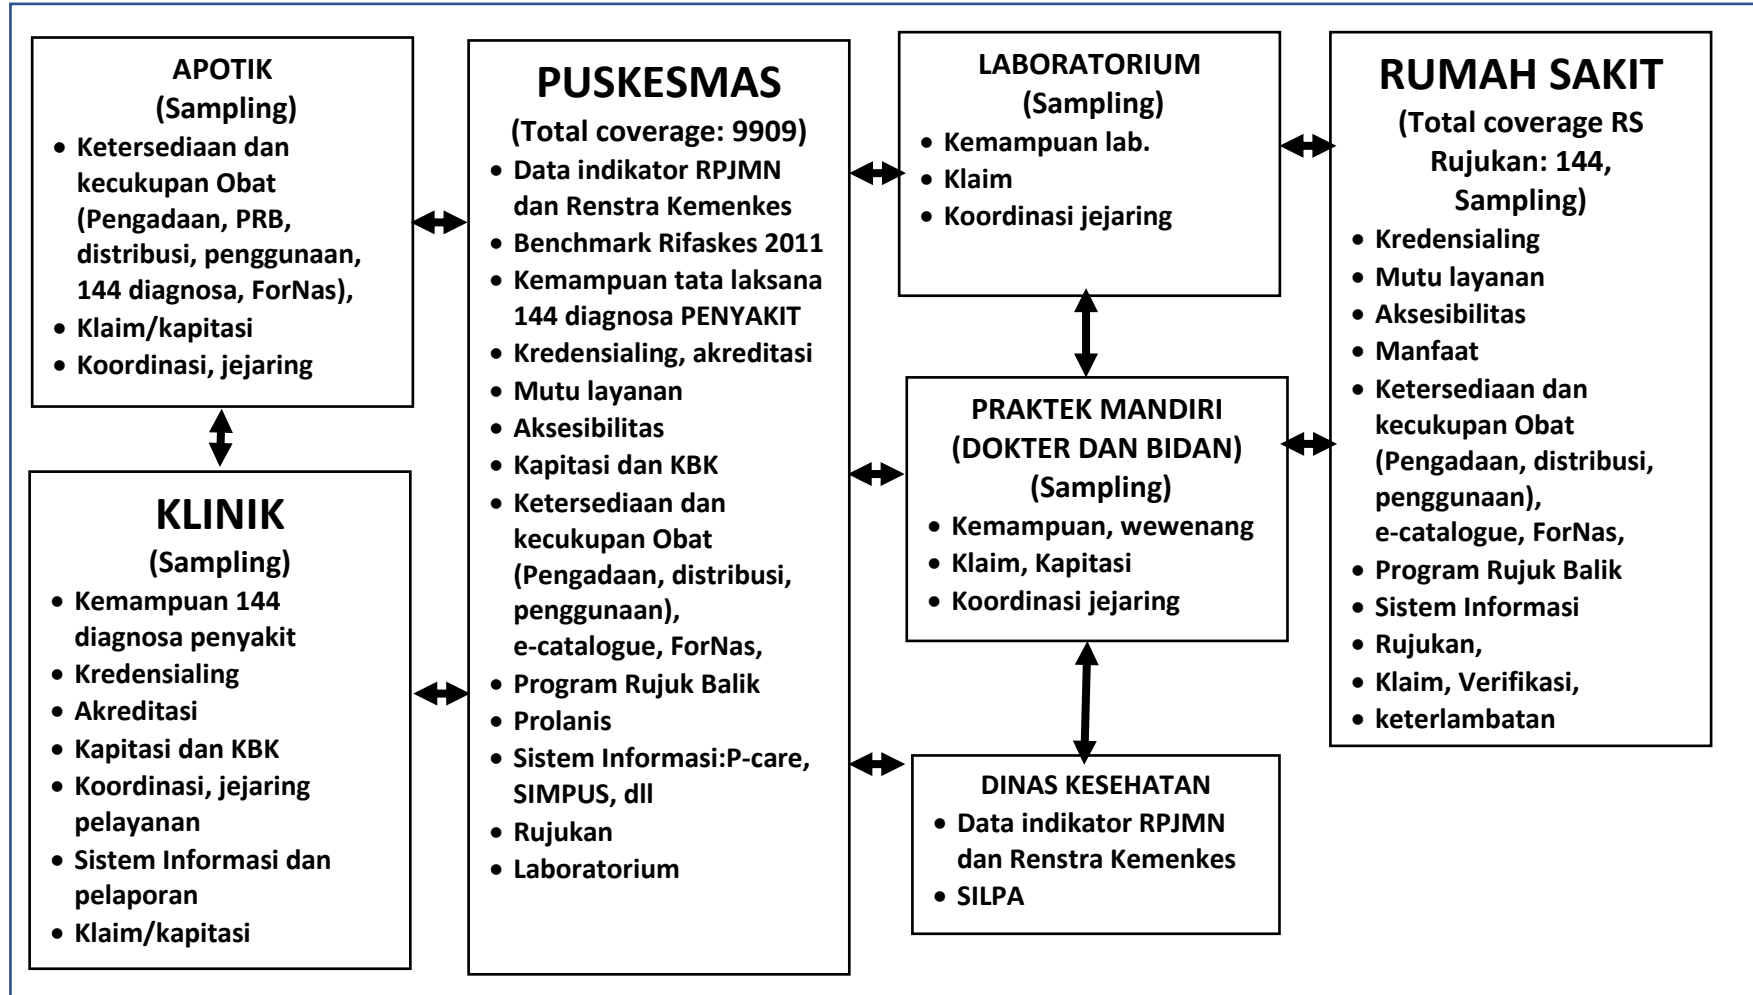 APOTIK
(Sampling)
• Ketersediaan dan
kecukupan Obat
(Pengadaan, PRB,
distribusi, penggunaan,
144 diagnosa, ForNas),
• Klaim/kapitasi
• Koordinasi, jejaring
KLINIK
(Sampling)
• Kemampuan 144
diagnosa penyakit
• Kredensialing
• Akreditasi
• Kapitasi dan KBK
• Koordinasi, jejaring
pelayanan
• Sistem Informasi dan
pelaporan
• Klaim/kapitasi
PUSKESMAS
(Total coverage: 9909)
• Data indikator RPJMN
dan Renstra Kemenkes
• Benchmark Rifaskes 2011
• Kemampuan tata laksana
144 diagnosa PENYAKIT
• Kredensialing, akreditasi
• Mutu layanan
• Aksesibilitas
• Kapitasi dan KBK
• Ketersediaan dan
kecukupan Obat
(Pengadaan, distribusi,
penggunaan),
e-catalogue, ForNas,
• Program Rujuk Balik
• Prolanis
• Sistem Informasi:P-care,
SIMPUS, dll
• Rujukan
• Laboratorium
LABORATORIUM
(Sampling)
• Kemampuan lab.
• Klaim
• Koordinasi jejaring
PRAKTEK MANDIRI
(DOKTER DAN BIDAN)
(Sampling)
• Kemampuan, wewenang
• Klaim, Kapitasi
• Koordinasi jejaring
DINAS KESEHATAN
• Data indikator RPJMN
dan Renstra Kemenkes
• SILPA
RUMAH SAKIT
(Total coverage RS
Rujukan: 144,
Sampling)
• Kredensialing
• Mutu layanan
• Aksesibilitas
• Manfaat
• Ketersediaan dan
kecukupan Obat
(Pengadaan, distribusi,
penggunaan),
e-catalogue, ForNas,
• Program Rujuk Balik
• Sistem Informasi
• Rujukan,
• Klaim, Verifikasi,
• keterlambatan